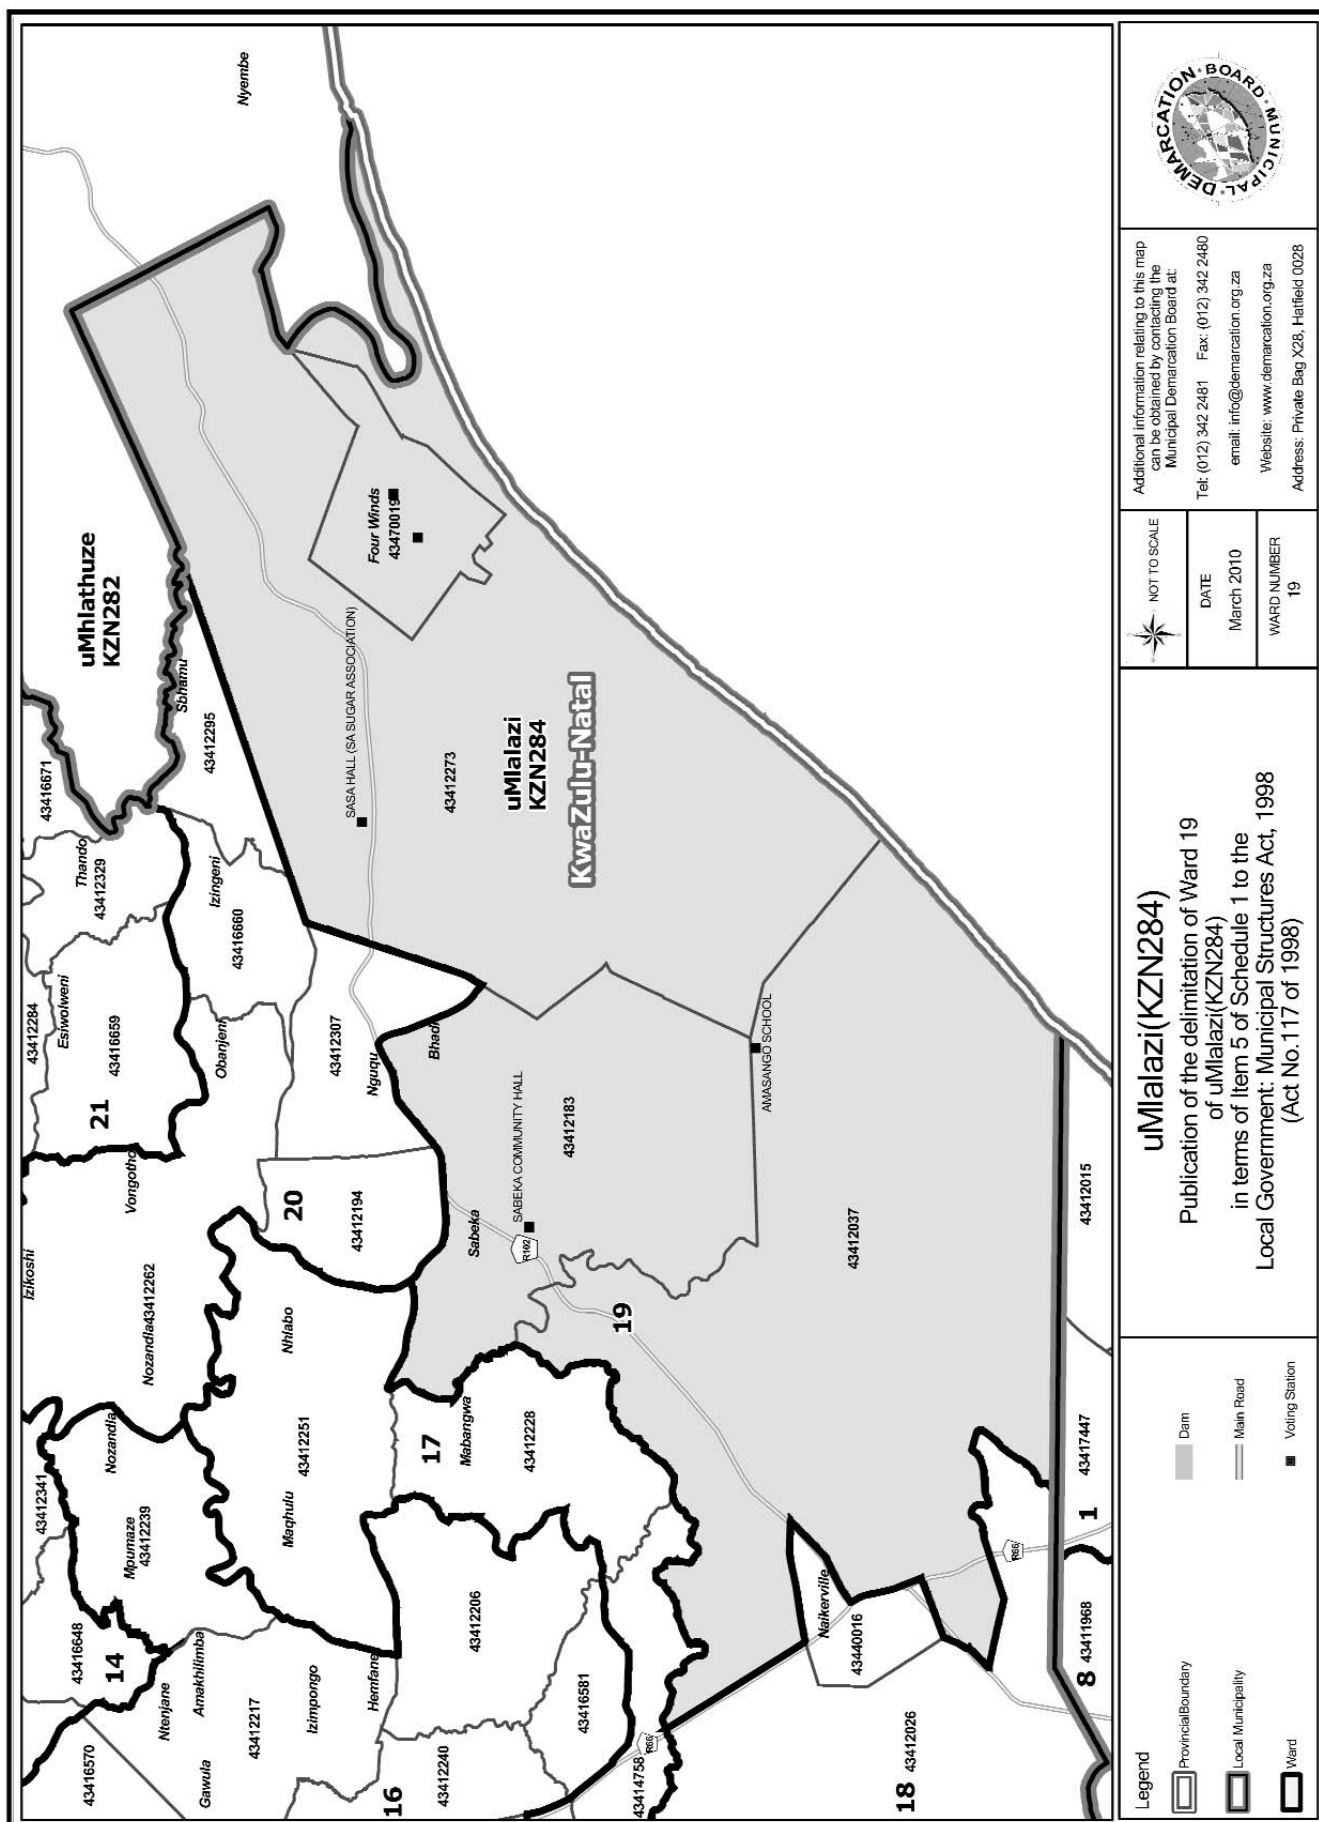 Nyembe
uMhlathuze
KZN282
Four Winds
43470019
Sbhamu
43412295
SASA HALL (SA SUGAR ASSOCIATION)
43412273
uMlalazi
KZN284
KwaZulu-Natal
43416671
Thando
43412329
Izingeni
43416660
43412284
Esiwolweni
43416659
21
Obanjeni
43412307
Nguqu
Bhadi
AMASANGO SCHOOL
SABEKA COMMUNITY HALL
43412183
Izikoshi
Vongotho
20
43412194
Sabeka
R102
43412037
43412015
Nozandla43412262
Nhlabo
19
43412341
Nozandla
Mpumaze
43412239
43412251
Maqhulu
17
Mabangwa
43412228
43417447
1
R66
43416648
14
43412206
Naikerville
43440016
43411968
8
43416570
Ntenjane
Amakhilimba
Gawula
43412217
Izimpongo
Hemfane
43416581
16
43412240
43414758
R66
18
43412026
Legend
ProvincialBoundary
Local Municipality
Ward
Dam
Main Road
Voting Station
uMlalazi(KZN284)
Publication of the delimitation of Ward 19
of uMlalazi(KZN284)
in terms of Item 5 of Schedule 1 to the
Local Government: Municipal Structures Act, 1998
(Act No.117 of 1998)
NOT TO SCALE
DATE
March 2010
WARD NUMBER
19
Additional information relating to this map
can be obtained by contacting the
Municipal Demarcation Board at:
Tel: (012) 342 2481 Fax: (012) 342 2480
email: info@demarcation.org.za
Website: www.demarcation.org.za
Address: Private Bag X28, Hatfield 0028
MUNICIPAL DEMARCATION BOARD